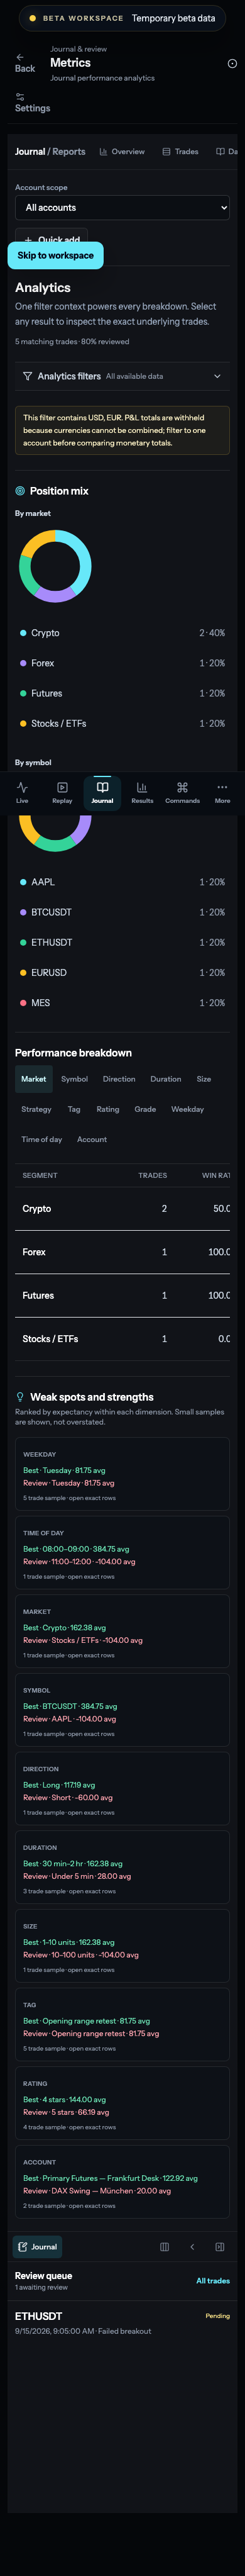 BETA WORKSPACE Temporary beta data
Journal & review
Back
Metrics
Journal performance analytics
Settings
Journal / Reports Overview Trades Da
Account scope
All accounts
Quick add
Skip to workspace
Analytics
One filter context powers every breakdown. Select
any result to inspect the exact underlying trades.
5 matching trades · 80% reviewed
Analytics filters All available data
This filter contains USD, EUR. P&L totals are withheld
because currencies cannot be combined; filter to one
account before comparing monetary totals.
Position mix
By market
Crypto 2 · 40%
Forex 1 · 20%
Futures 1 · 20%
Stocks / ETFs 1 · 20%
By symbol
Live Replay Journal Results Commands More
AAPL 1 · 20%
BTCUSDT 1 · 20%
ETHUSDT 1 · 20%
EURUSD 1 · 20%
MES 1 · 20%
Performance breakdown
Market Symbol Direction Duration Size
Strategy Tag Rating Grade Weekday
Time of day Account
SEGMENT TRADES WIN RAT
Crypto 2 50.0
Forex 1 100.0
Futures 1 100.0
Stocks / ETFs 1 0.0
Weak spots and strengths
Ranked by expectancy within each dimension. Small samples
are shown, not overstated.
WEEKDAY
Best · Tuesday · 81.75 avg
Review · Tuesday · 81.75 avg
5 trade sample · open exact rows
TIME OF DAY
Best · 08:00–09:00 · 384.75 avg
Review · 11:00–12:00 · -104.00 avg
1 trade sample · open exact rows
MARKET
Best · Crypto · 162.38 avg
Review · Stocks / ETFs · -104.00 avg
1 trade sample · open exact rows
SYMBOL
Best · BTCUSDT · 384.75 avg
Review · AAPL · -104.00 avg
1 trade sample · open exact rows
DIRECTION
Best · Long · 117.19 avg
Review · Short · -60.00 avg
1 trade sample · open exact rows
DURATION
Best · 30 min–2 hr · 162.38 avg
Review · Under 5 min · 28.00 avg
3 trade sample · open exact rows
SIZE
Best · 1–10 units · 162.38 avg
Review · 10–100 units · -104.00 avg
1 trade sample · open exact rows
TAG
Best · Opening range retest · 81.75 avg
Review · Opening range retest · 81.75 avg
5 trade sample · open exact rows
RATING
Best · 4 stars · 144.00 avg
Review · 5 stars · 66.19 avg
4 trade sample · open exact rows
ACCOUNT
Best · Primary Futures — Frankfurt Desk · 122.92 avg
Review · DAX Swing — München · 20.00 avg
2 trade sample · open exact rows
Journal
Review queue
1 awaiting review
All trades
ETHUSDT Pending
9/15/2026, 9:05:00 AM · Failed breakout